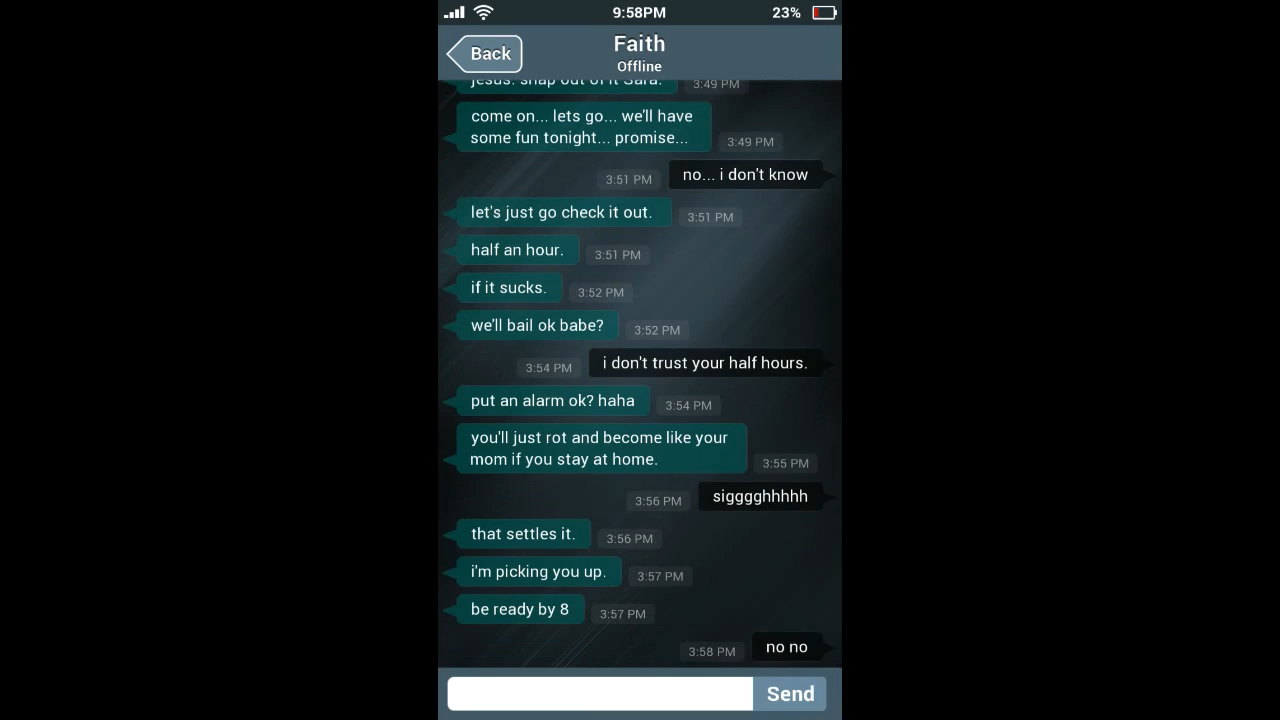 9:58PM
23%
Back
Faith
Offline
jesus. snap out of it Sara.
3:49 PM
come on... lets go... we'll have
some fun tonight... promise...
3:49 PM
3:51 PM
no... i don't know
let's just go check it out.
3:51 PM
half an hour.
3:51 PM
if it sucks.
3:52 PM
we'll bail ok babe?
3:52 PM
3:54 PM
i don't trust your half hours.
put an alarm ok? haha
3:54 PM
you'll just rot and become like your
mom if you stay at home.
3:55 PM
3:56 PM
sigggghhhhh
that settles it.
3:56 PM
i'm picking you up.
3:57 PM
be ready by 8
3:57 PM
3:58 PM
no no
Send